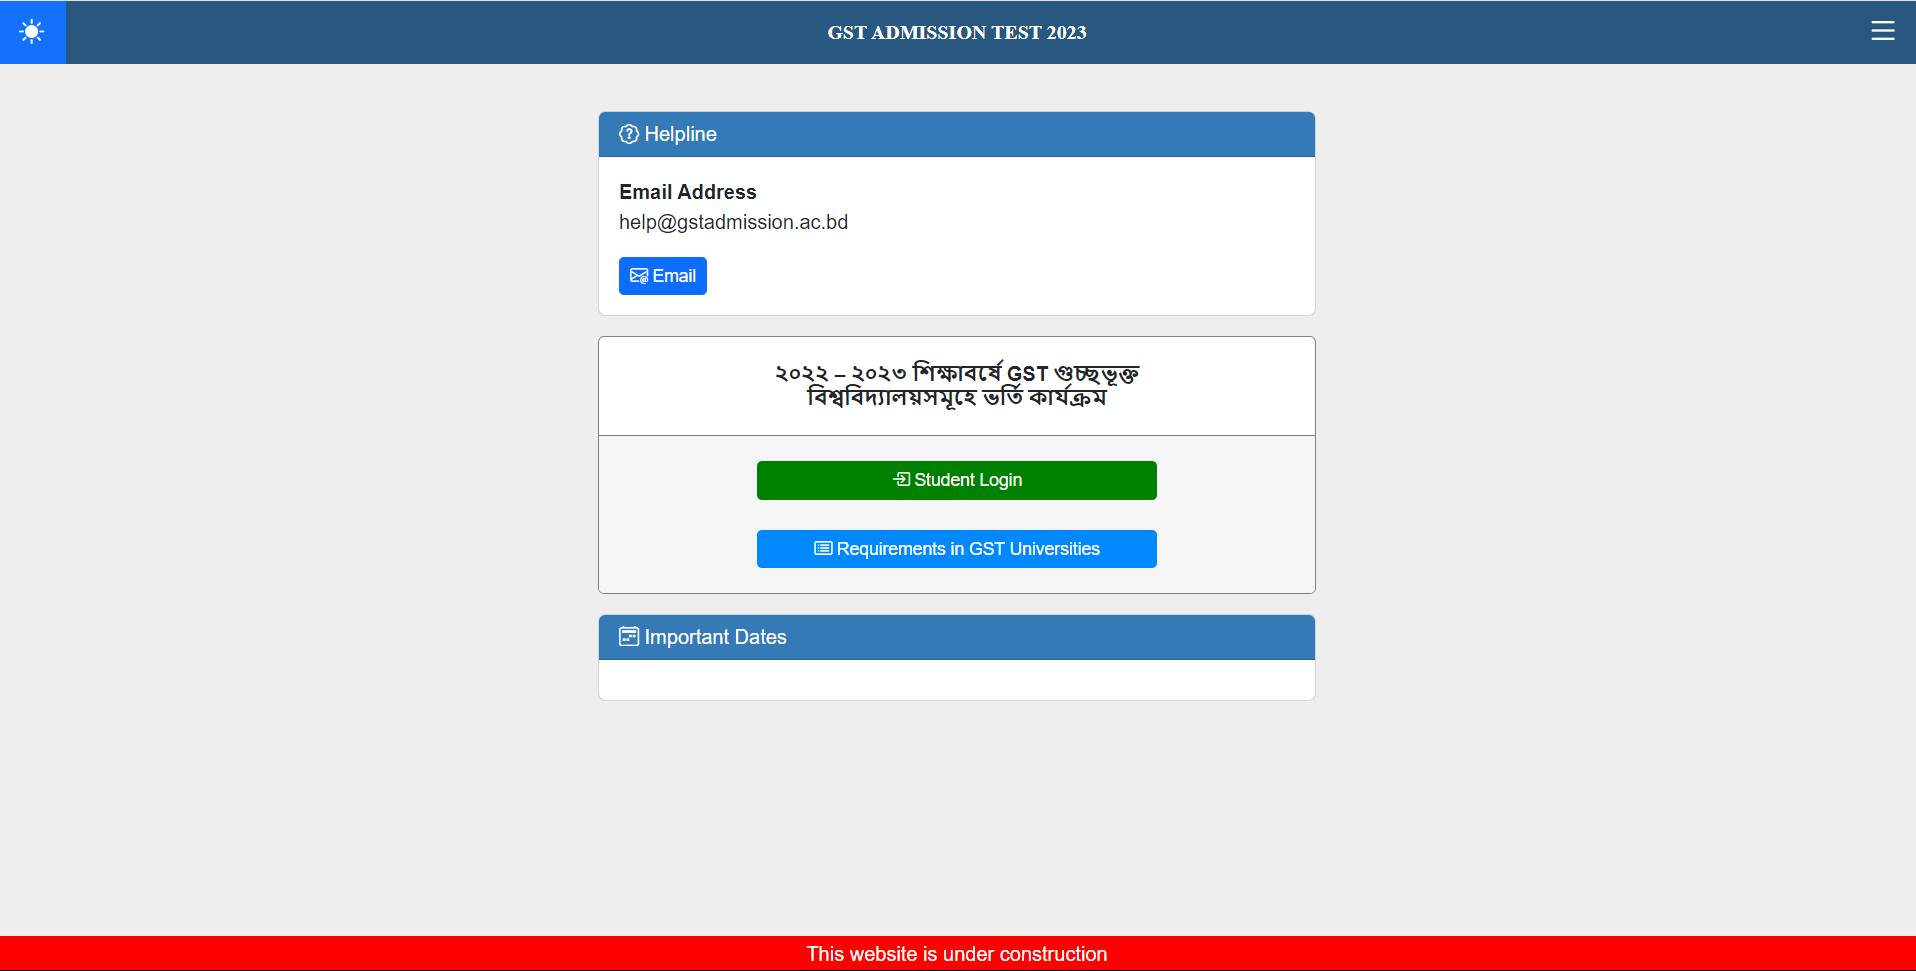 GST ADMISSION TEST 2023
Helpline
Email Address
help@gstadmission.ac.bd
Email
২০২২ – ২০২৩ শিক্ষাবর্ষে GST গুচ্ছভূক্ত
বিশ্ববিদ্যালয়সমূহে ভর্তি কার্যক্রম
Student Login
Requirements in GST Universities
Important Dates
This website is under construction